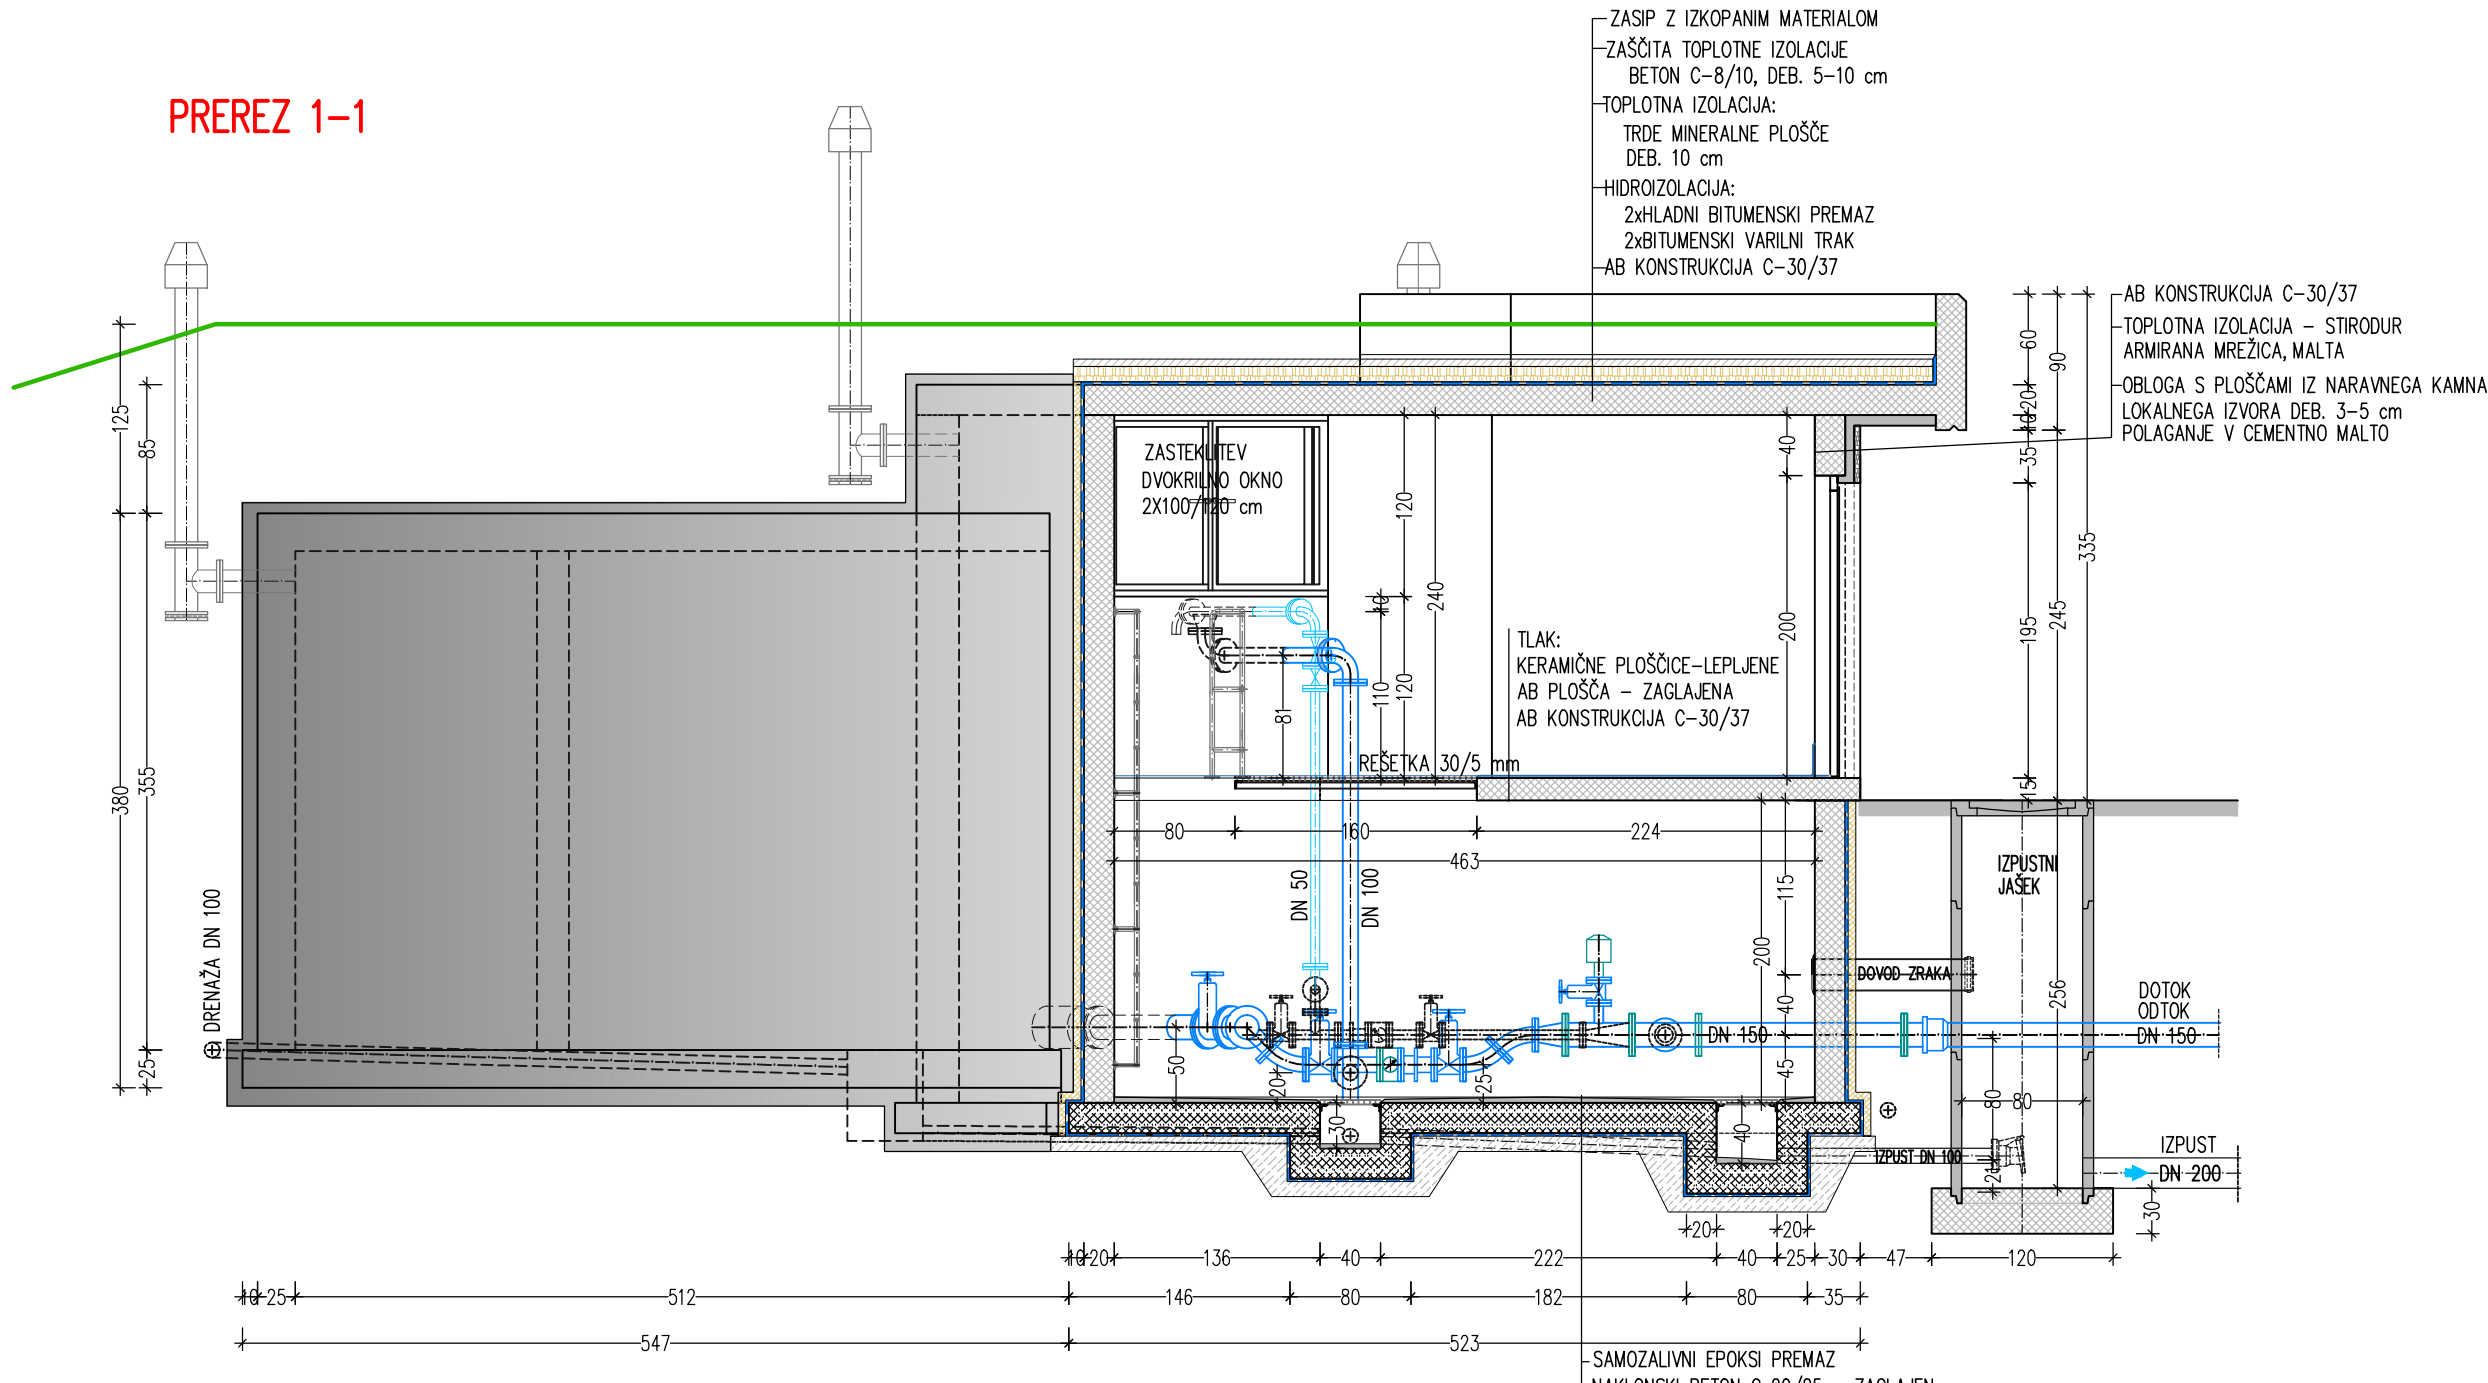 PREREZ 1-1
ZASIP Z IZKOPANIM MATERIALOM
ZAŠČITA TOPLOTNE IZOLACIJE
BETON C-8/10, DEB. 5-10 cm
TOPLOTNA IZOLACIJA:
TRDE MINERALNE PLOŠČE
DEB. 10 cm
HIDROIZOLACIJA:
2xHLADNI BITUMENSKI PREMAZ
2xBITUMENSKI VARILNI TRAK
AB KONSTRUKCIJA C-30/37
AB KONSTRUKCIJA C-30/37
TOPLOTNA IZOLACIJA - STIRODUR
ARMIRANA MREŽICA, MALTA
OBLOGA S PLOŠČAMI IZ NARAVNEGA KAMNA
LOKALNEGA IZVORA DEB. 3-5 cm
POLAGANJE V CEMENTNO MALTO
60
90
20
10
35
335
245
195
15
125
85
380
355
25
ZASTEKLITEV
DVOKRILNO OKNO
2X100/120 cm
120
240
40
200
10
110
120
81
TLAK:
KERAMIČNE PLOŠČICE-LEPLJENE
AB PLOŠČA - ZAGLAJENA
AB KONSTRUKCIJA C-30/37
REŠETKA 30/5 mm
80
160
224
463
DN 50
DN 100
115
200
40
45
IZPUSTNI
JAŠEK
DOVOD ZRAKA
256
DOTOK
ODTOK
DN 150
DN 150
DRENAŽA DN 100
50
20
25
30
40
80
80
21
IZPUST DN 100
IZPUST
DN 200
30
20
20
10
20
136
40
222
40
25
30
47
120
10
25
512
146
80
182
80
35
547
523
SAMOZALIVNI EPOKSI PREMAZ